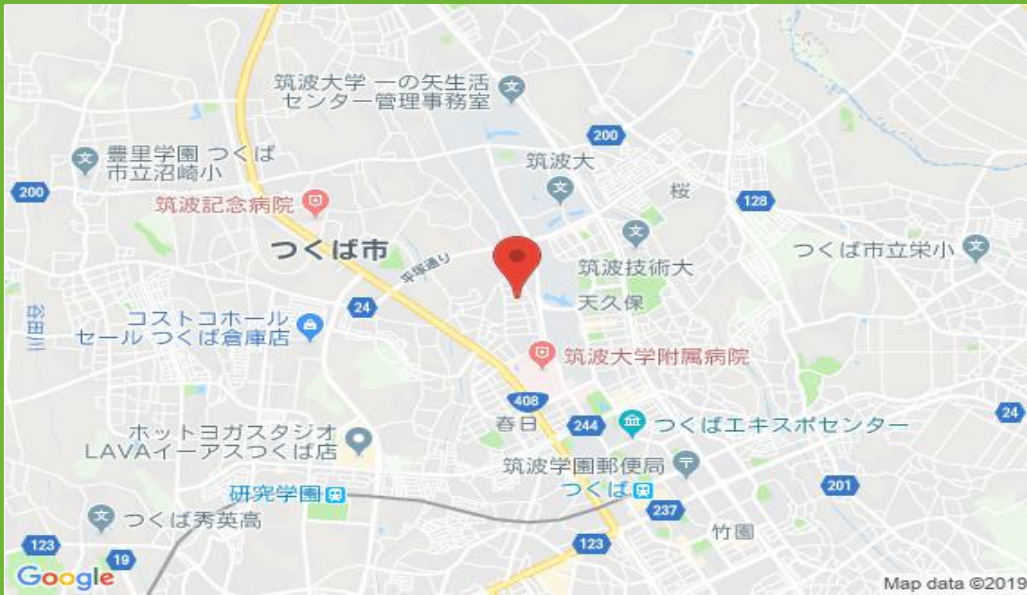 筑波大学 一の矢生活
センター管理事務室
200
豊里学園 つくば
市立沼崎小
筑波大
200
桜
128
筑波記念病院
つくば市
平塚通り
筑波技術大
つくば市立栄小
天久保
24
谷田川
コストコホール
セール つくば倉庫店
筑波大学附属病院
408
春日
244
つくばエキスポセンター
24
ホットヨガスタジオ
LAVAイーアスつくば店
筑波学園郵便局
研究学園
つくば
201
237
つくば秀英高
竹園
123
19
123
Google
Map data ©2019